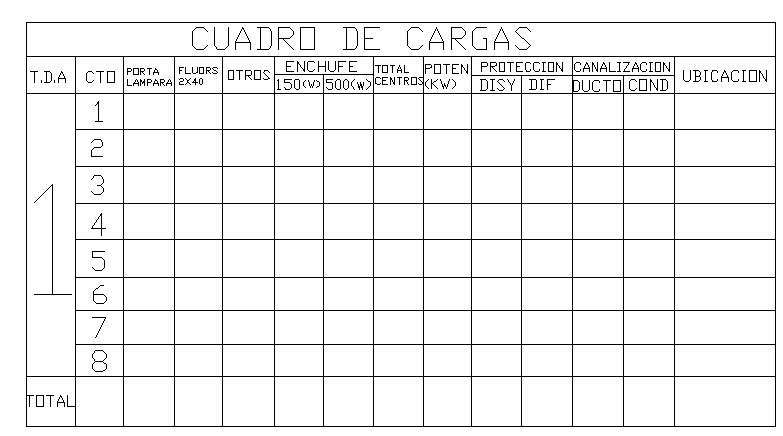 CUADRO DE CARGAS
T.D.A CTO PORTA LAMPARA FLUORS 2X40 OTROS ENCHUFE TOTAL CENTROS POTEN (KW) PROTECCION CANALIZACION UBICACION
150(W) 500(W) DISY DIF DUCTO COND
1
1
2
3
4
5
6
7
8
TOTAL